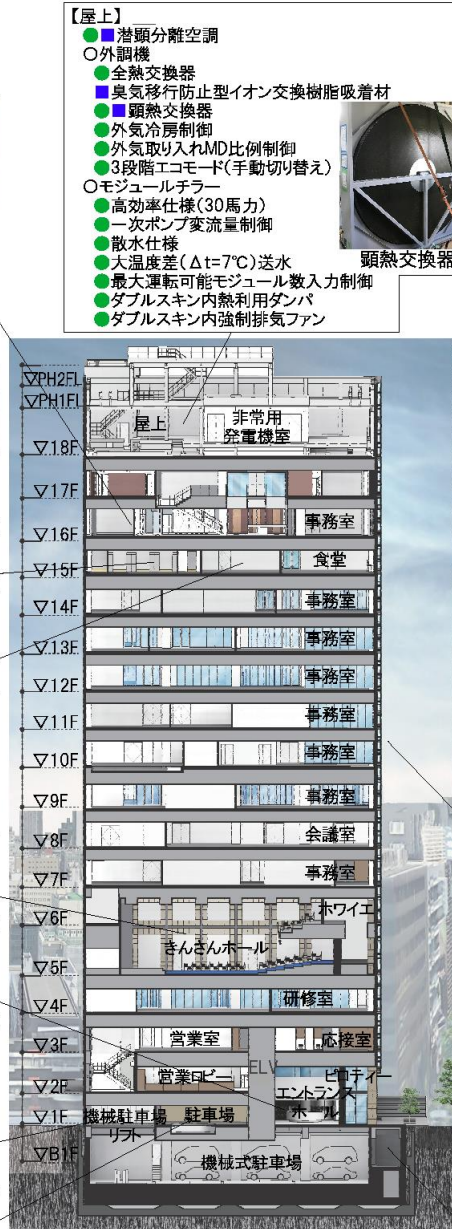 【屋上】
●■潜顕分離空調
○外調機
●全熱交換器
■臭気移行防止型イオン交換樹脂吸着材
●■顕熱交換器
●外気冷房制御
●外気取り入れMD比例制御
●3段階エコモード(手動切り替え)
○モジュールチラー
●高効率仕様(30馬力)
●一次ポンプ変流量制御
●散水仕様
●大温度差(Δt=7℃)送水
●最大運転可能モジュール数入力制御
●ダブルスキン内熱利用ダンパ
●ダブルスキン内強制排気ファン
顕熱交換器
▽PH2FL
▽PH1FL
屋上
非常用
発電機室
▽18F
▽17F
事務室
▽16F
食堂
▽15F
事務室
▽14F
事務室
▽13F
事務室
▽12F
事務室
▽11F
事務室
▽10F
事務室
▽9F
会議室
▽8F
事務室
▽7F
ホワイエ
▽6F
きんさんホール
▽5F
研修室
▽4F
営業室
応接室
▽3F
ELV
営業ロビー
ピロティー
▽2F
エントランス
ホール
▽1F
機械駐車場
リフト
駐車場
▽B1F
機械式駐車場